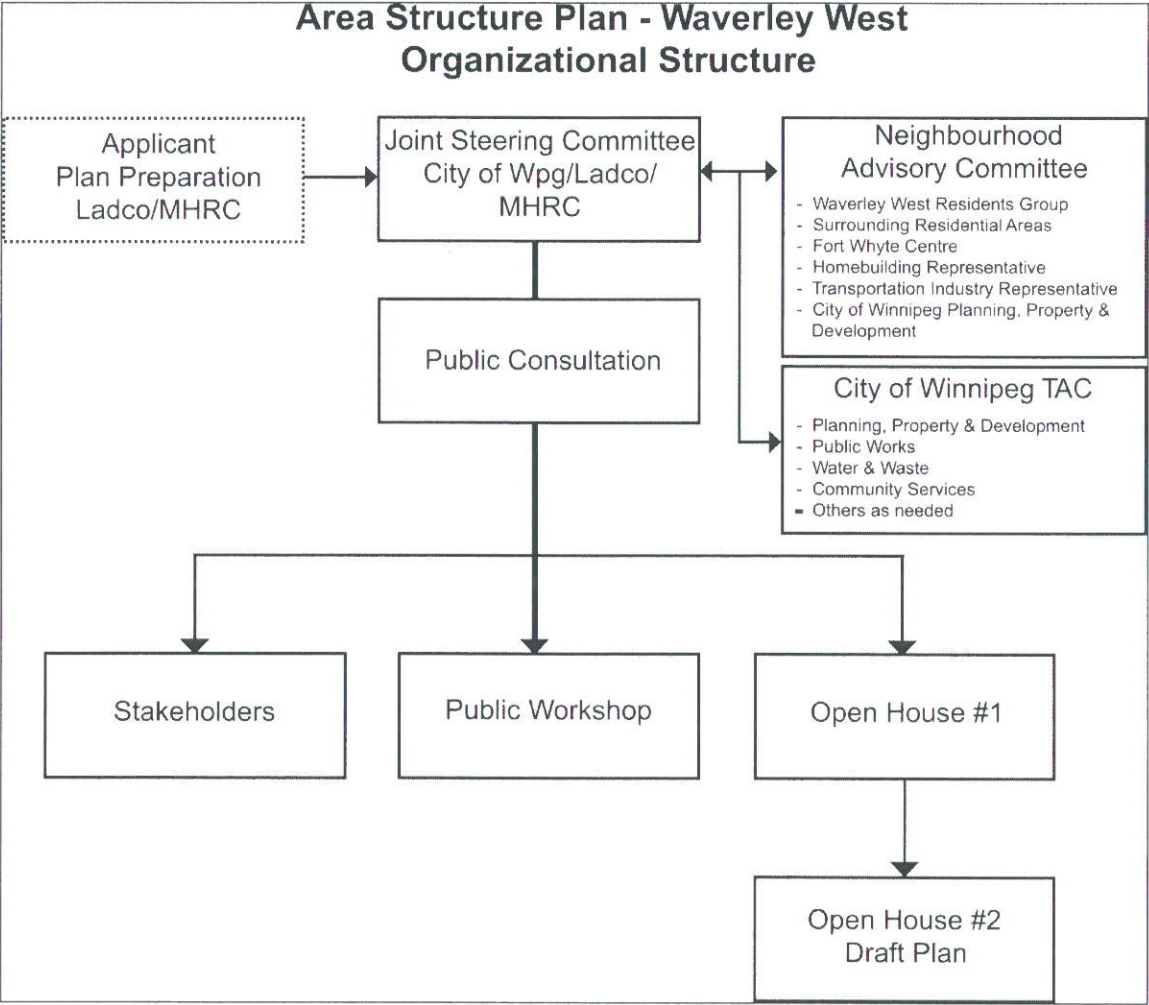 Area Structure Plan - Waverley West
Organizational Structure
Applicant
Plan Preparation
Ladco/MHRC
Joint Steering Committee
City of Wpg/Ladco/
MHRC
Neighbourhood
Advisory Committee
- Waverley West Residents Group
- Surrounding Residential Areas
- Fort Whyte Centre
- Homebuilding Representative
- Transportation Industry Representative
- City of Winnipeg Planning, Property &
Development
Public Consultation
City of Winnipeg TAC
- Planning, Property & Development
- Public Works
- Water & Waste
- Community Services
- Others as needed
Stakeholders
Public Workshop
Open House #1
Open House #2
Draft Plan